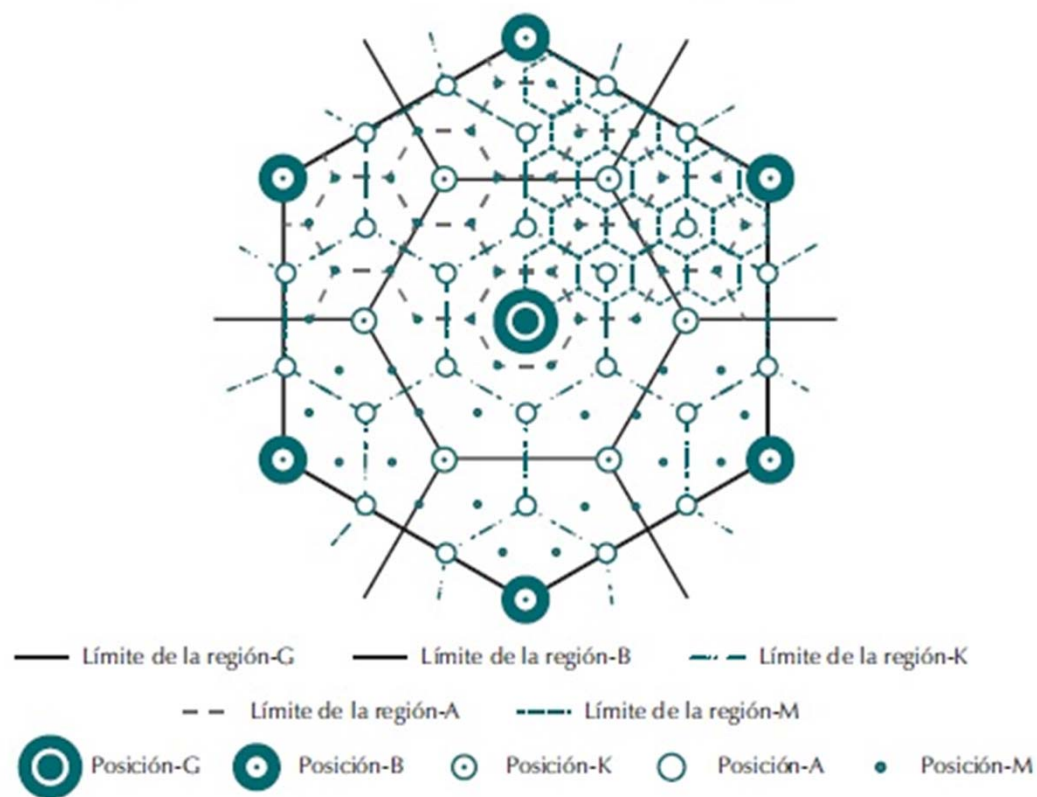 Límite de la región-G Límite de la región-B Límite de la región-K
Límite de la región-A Límite de la región-M
Posición-G Posición-B Posición-K Posición-A Posición-M